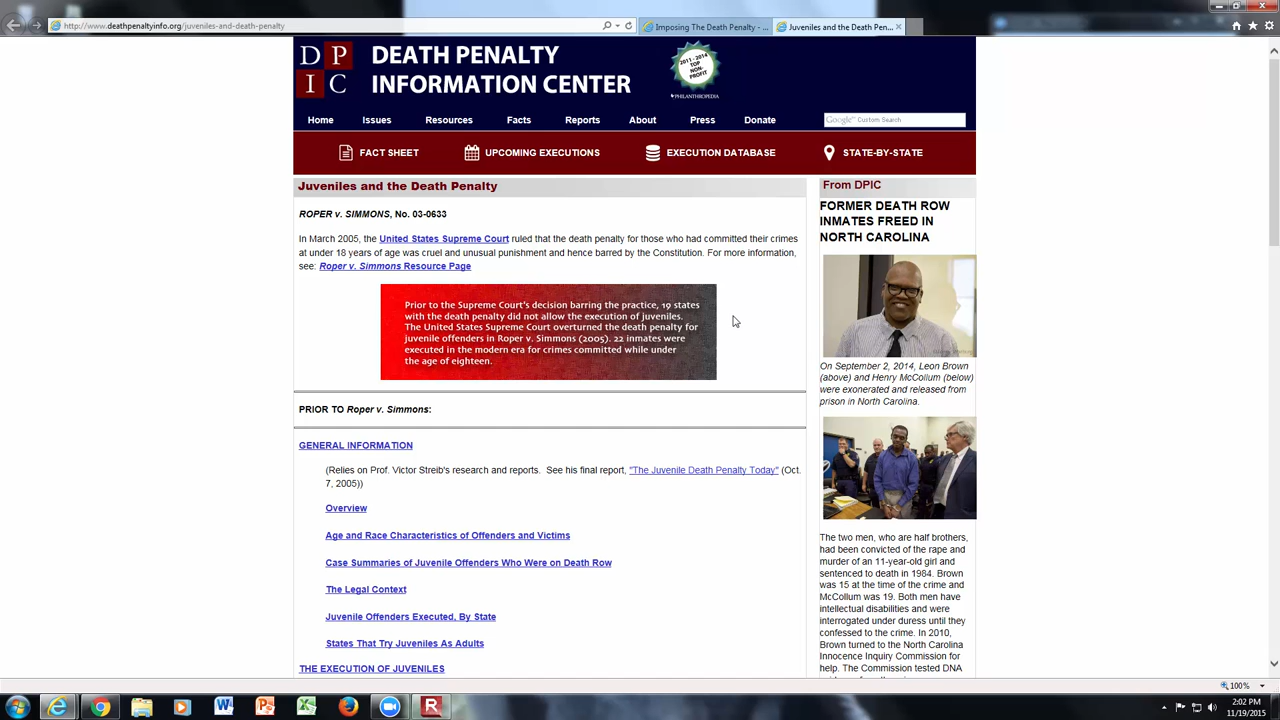 http://www.deathpenaltyinfo.org/juveniles-and-death-penalty
Imposing The Death Penalty - ...
Juveniles and the Death Pen...
D P
I C
DEATH PENALTY
INFORMATION CENTER
2011 - 2014
TOP
NON-
PROFIT
PHILANTHROPEDIA
Home Issues Resources Facts Reports About Press Donate
Google Custom Search
FACT SHEET UPCOMING EXECUTIONS EXECUTION DATABASE STATE-BY-STATE
Juveniles and the Death Penalty
ROPER v. SIMMONS, No. 03-0633
In March 2005, the United States Supreme Court ruled that the death penalty for those who had committed their crimes
at under 18 years of age was cruel and unusual punishment and hence barred by the Constitution. For more information,
see: Roper v. Simmons Resource Page
Prior to the Supreme Court's decision barring the practice, 19 states
with the death penalty did not allow the execution of juveniles.
The United States Supreme Court overturned the death penalty for
juvenile offenders in Roper v. Simmons (2005). 22 inmates were
executed in the modern era for crimes committed while under
the age of eighteen.
PRIOR TO Roper v. Simmons:
GENERAL INFORMATION
(Relies on Prof. Victor Streib's research and reports. See his final report, "The Juvenile Death Penalty Today" (Oct.
7, 2005))
Overview
Age and Race Characteristics of Offenders and Victims
Case Summaries of Juvenile Offenders Who Were on Death Row
The Legal Context
Juvenile Offenders Executed, By State
States That Try Juveniles As Adults
THE EXECUTION OF JUVENILES
From DPIC
FORMER DEATH ROW
INMATES FREED IN
NORTH CAROLINA
On September 2, 2014, Leon Brown
(above) and Henry McCollum (below)
were exonerated and released from
prison in North Carolina.
The two men, who are half brothers,
had been convicted of the rape and
murder of an 11-year-old girl and
sentenced to death in 1984. Brown
was 15 at the time of the crime and
McCollum was 19. Both men have
intellectual disabilities and were
interrogated under duress until they
confessed to the crime. In 2010,
Brown turned to the North Carolina
Innocence Inquiry Commission for
help. The Commission tested DNA
100%
2:02 PM
11/19/2015